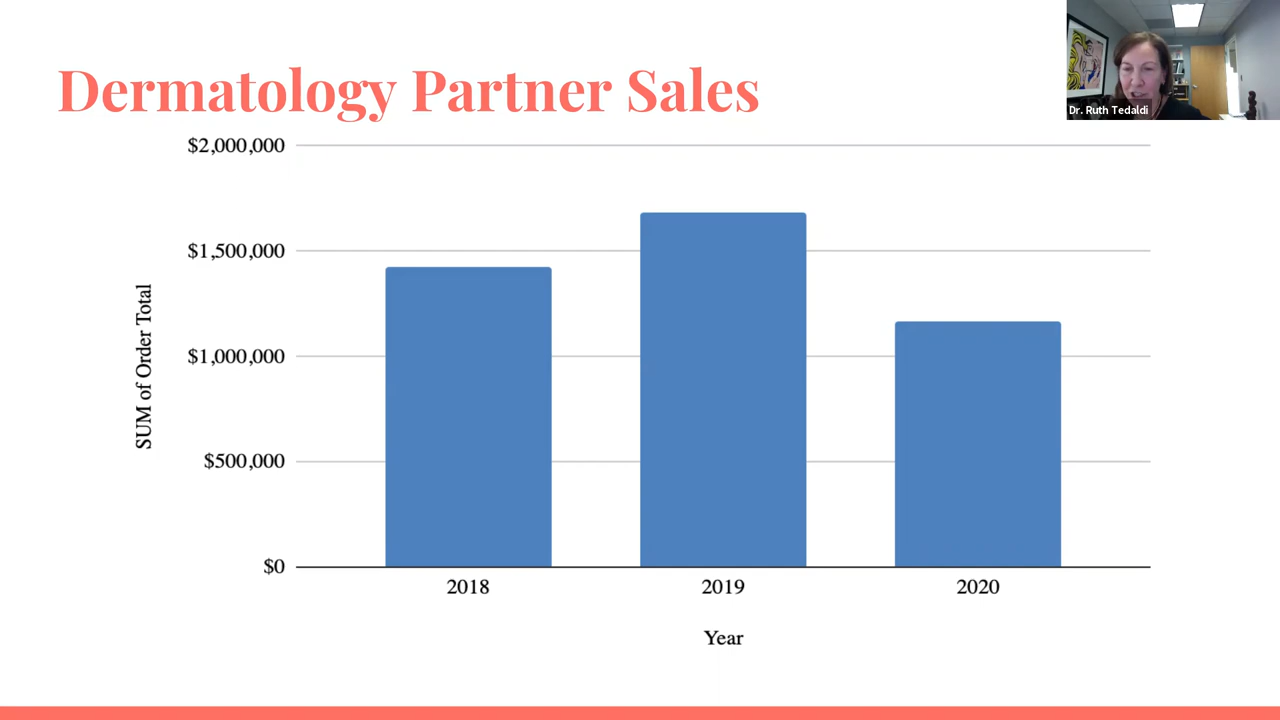 Dermatology Partner Sales
Dr. Ruth Tedaldi
$2,000,000
$1,500,000
$1,000,000
$500,000
$0
SUM of Order Total
2018 2019 2020
Year